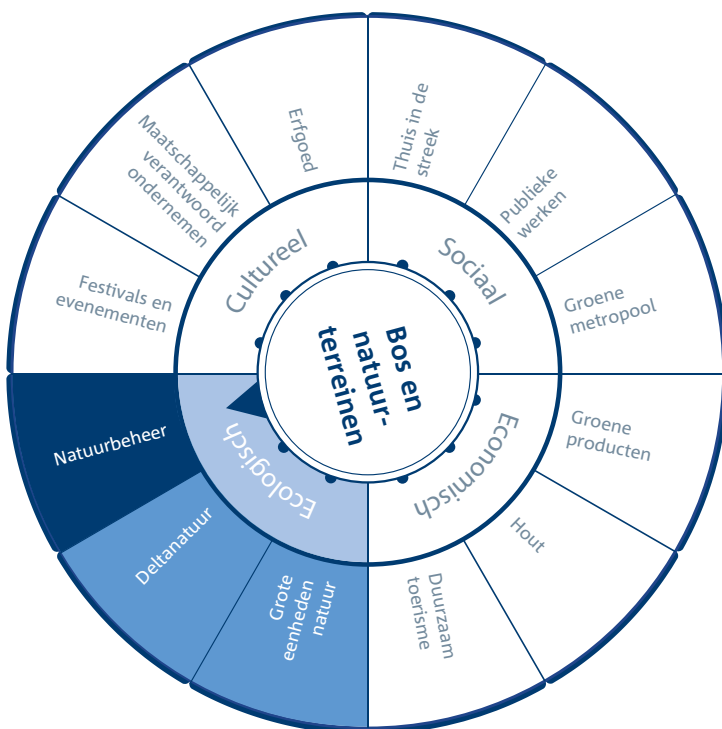 Bos en
natuur-
terreinen
Cultureel
Sociaal
Economisch
Ecologisch
Erfgoed
Thuis in de
streek
Publieke
werken
Groene
metropool
Groene
producten
Hout
Duurzaam
toerisme
Grote
eenheden
natuur
Deltanatuur
Natuurbeheer
Festivals en
evenementen
Maatschappelijk
verantwoord
ondernemen